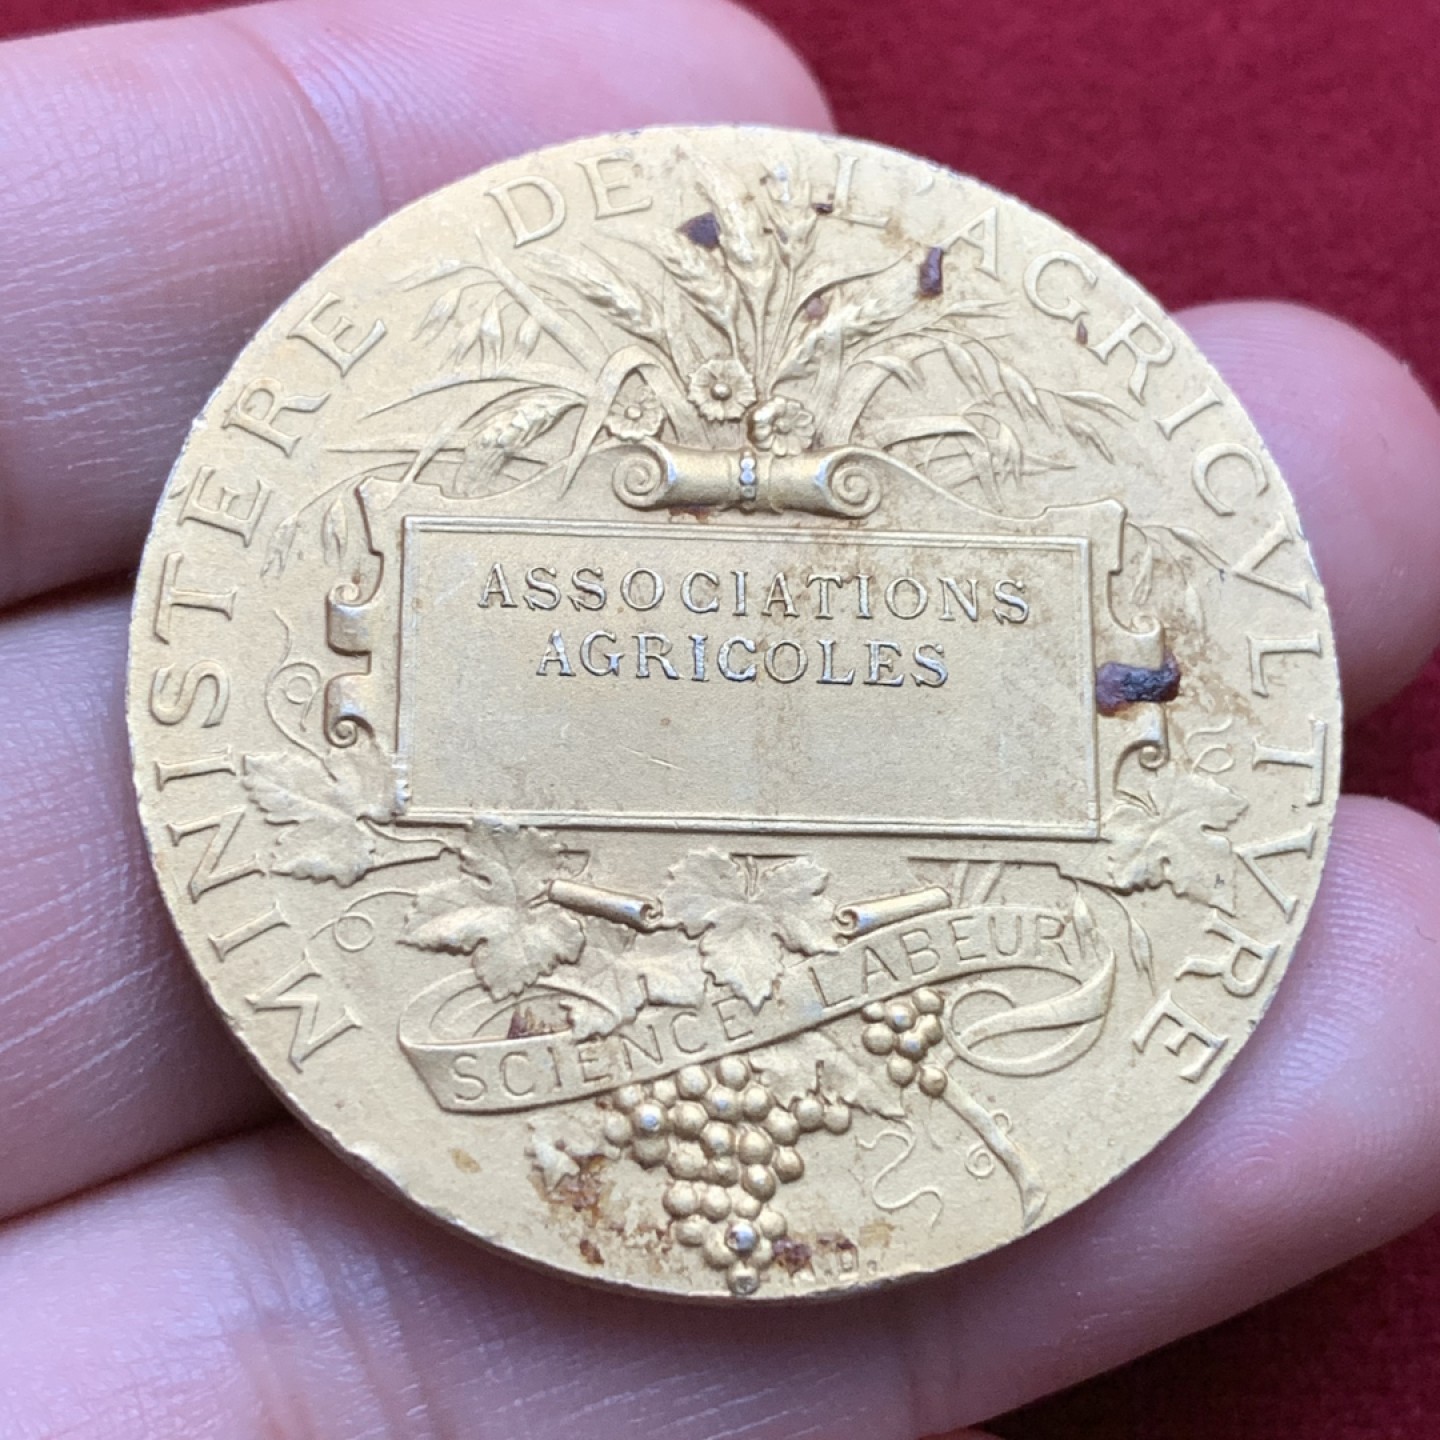 MINISTÈRE DE L'AGRICVLTVRE
ASSOCIATIONS
AGRICOLES
SCIENCE LABEUR